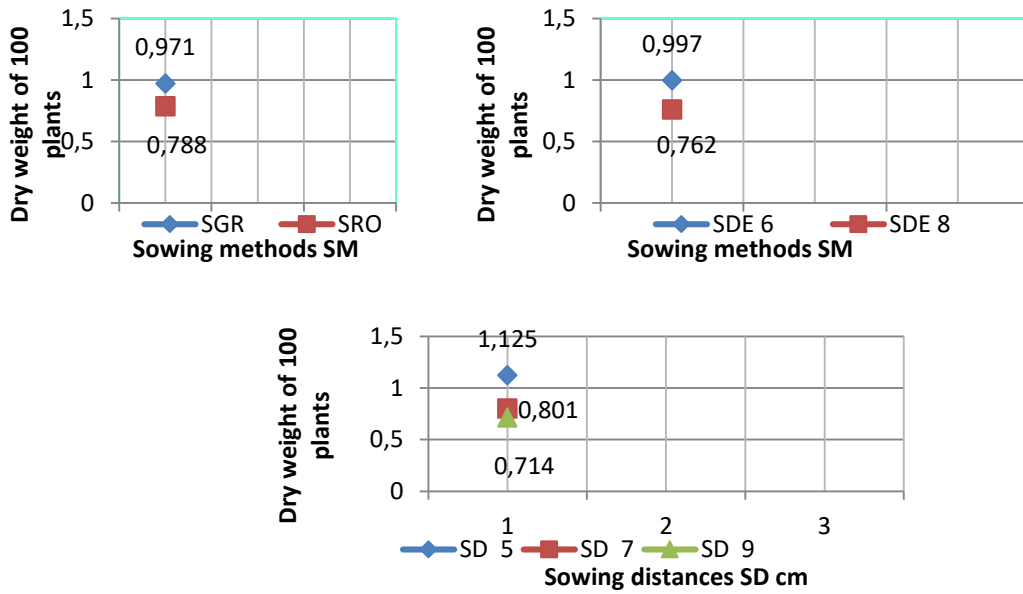 Dry weight of 100
plants
1,5
1
0,5
0
0,971
0,788
SGR SRO
Sowing methods SM
Dry weight of 100
plants
1,5
1
0,5
0
0,997
0,762
SDE 6 SDE 8
Sowing methods SM
Dry weight of 100
plants
1,5
1
0,5
0
1,125
0,801
0,714
1 2 3
SD 5 SD 7 SD 9
Sowing distances SD cm